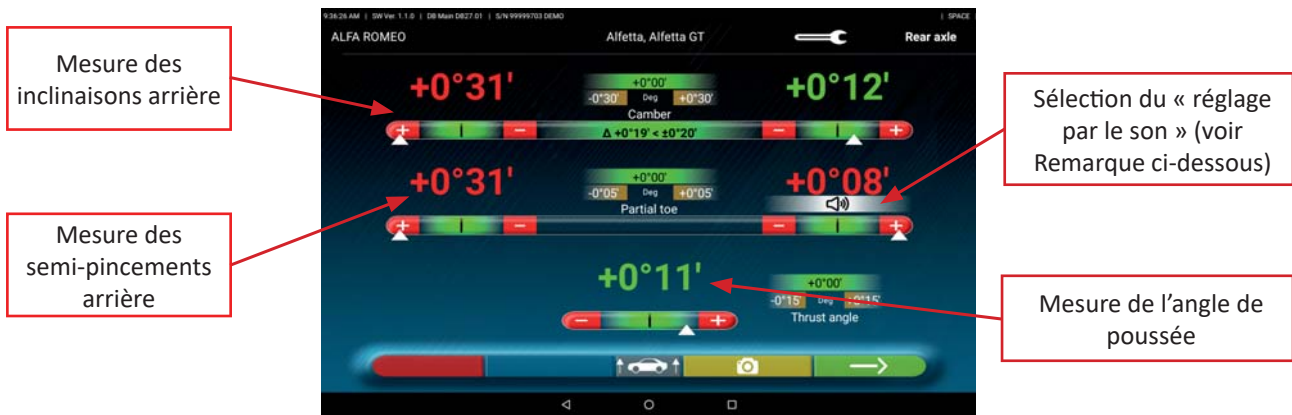 9:36:26 AM | SW Ver. 1.1.0 | DB Main DB27.01 | S/N 99999703 DEMO | SPACE
ALFA ROMEO Alfetta, Alfetta GT Rear axle
Mesure des
inclinaisons arrière
+0°31' +0°00' +0°12'
-0°30' Deg +0°30'
Camber
+ − Δ +0°19' < ±0°20' − +
Sélection du « réglage
par le son » (voir
Remarque ci-dessous)
+0°31' +0°00' +0°08'
-0°05' Deg +0°05'
Partial toe
+ − − +
Mesure des
semi-pincements
arrière
+0°11' +0°00'
-0°15' Deg +0°15'
Thrust angle
− +
Mesure de l'angle de
poussée